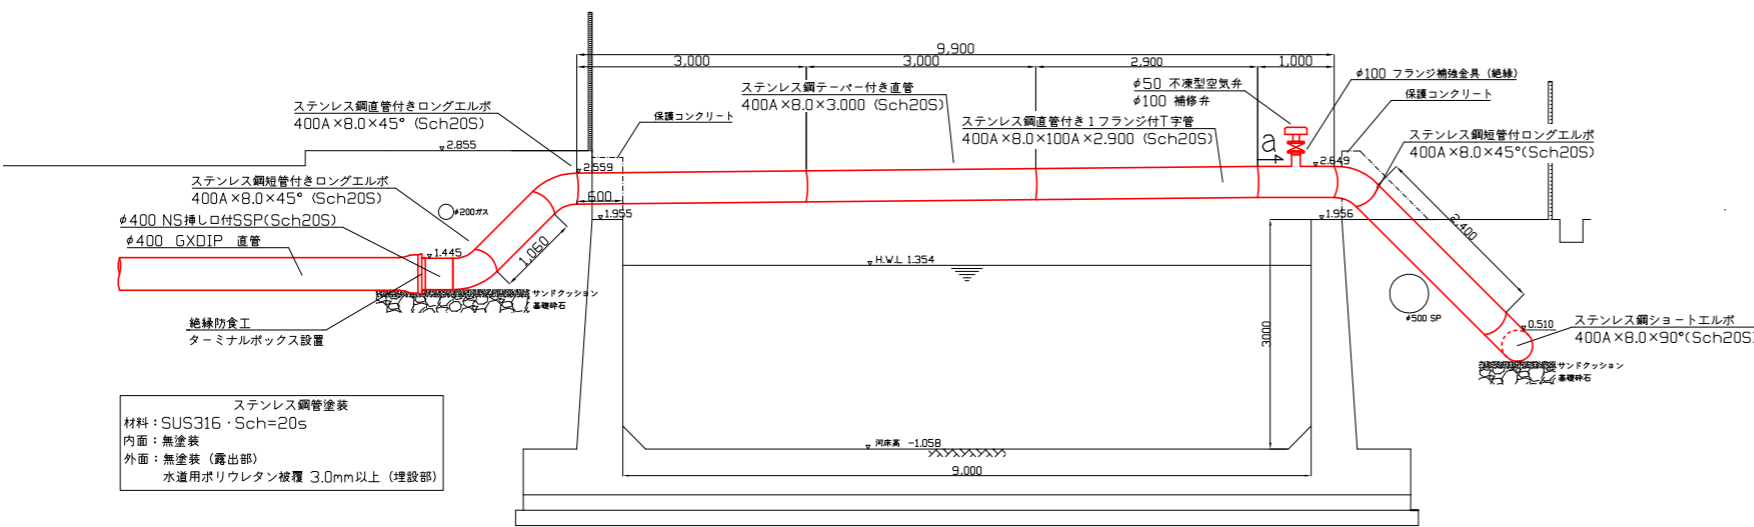 9,900
3,000
3,000
2,900
1,000
φ50 不凍型空気弁
φ100 補修弁
φ100 フランジ補強金具 (絶縁)
保護コンクリート
ステンレス鋼テーパー付き直管
400A×8.0×3.000 (Sch20S)
ステンレス鋼直管付きロングエルボ
400A×8.0×45° (Sch20S)
保護コンクリート
ステンレス鋼直管付き1フランジ付T字管
400A×8.0×100A×2.900 (Sch20S)
a
ステンレス鋼短管付ロングエルボ
400A×8.0×45°(Sch20S)
2.855
2.559
2.649
ステンレス鋼短管付きロングエルボ
400A×8.0×45° (Sch20S)
600
φ200ガス
1.955
1.956
φ400 NS挿し口付SSP(Sch20S)
φ400 GXDIP 直管
1.445
1,060
2,400
H.W.L 1.354
サンドクッション
基礎砕石
φ500 SP
絶縁防食工
ターミナルボックス設置
3000
0.510
ステンレス鋼ショートエルボ
400A×8.0×90°(Sch20S)
サンドクッション
基礎砕石
ステンレス鋼管塗装
材料：SUS316・Sch=20s
内面：無塗装
外面：無塗装 (露出部)
水道用ポリウレタン被覆 3.0mm以上 (埋設部)
河床高 -1.058
9,000